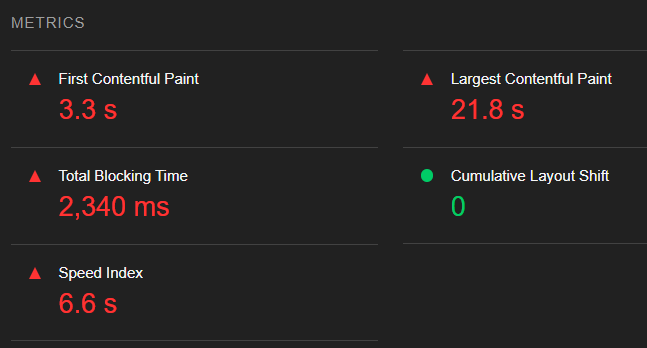 METRICS
First Contentful Paint
3.3 s
Largest Contentful Paint
21.8 s
Total Blocking Time
2,340 ms
Cumulative Layout Shift
0
Speed Index
6.6 s